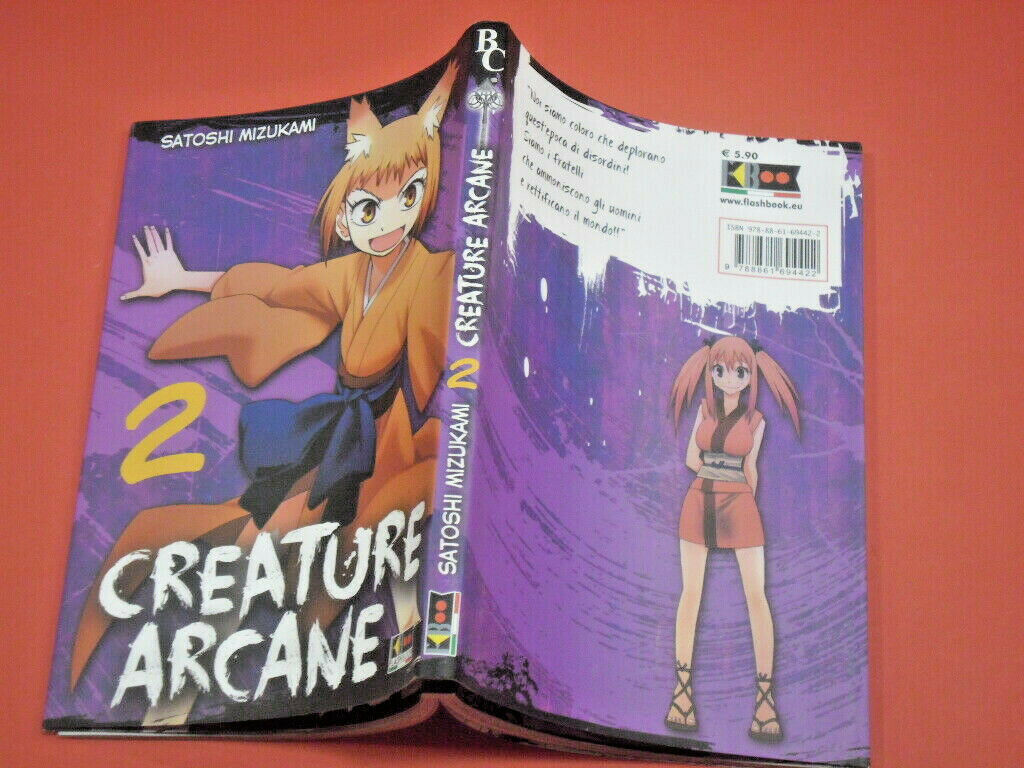 SATOSHI MIZUKAMI
2
CREATURE
ARCANE
BC
CREATURE ARCANE
2
SATOSHI MIZUKAMI
"Noi siamo coloro che deplorano
quest'epoca di disordini!
Siamo i fratelli
che ammoniscono gli uomini
e rettificano il mondo!!"
€ 5.90
www.flashbook.eu
ISBN 978-88-61-69442-2
9 788861 694422